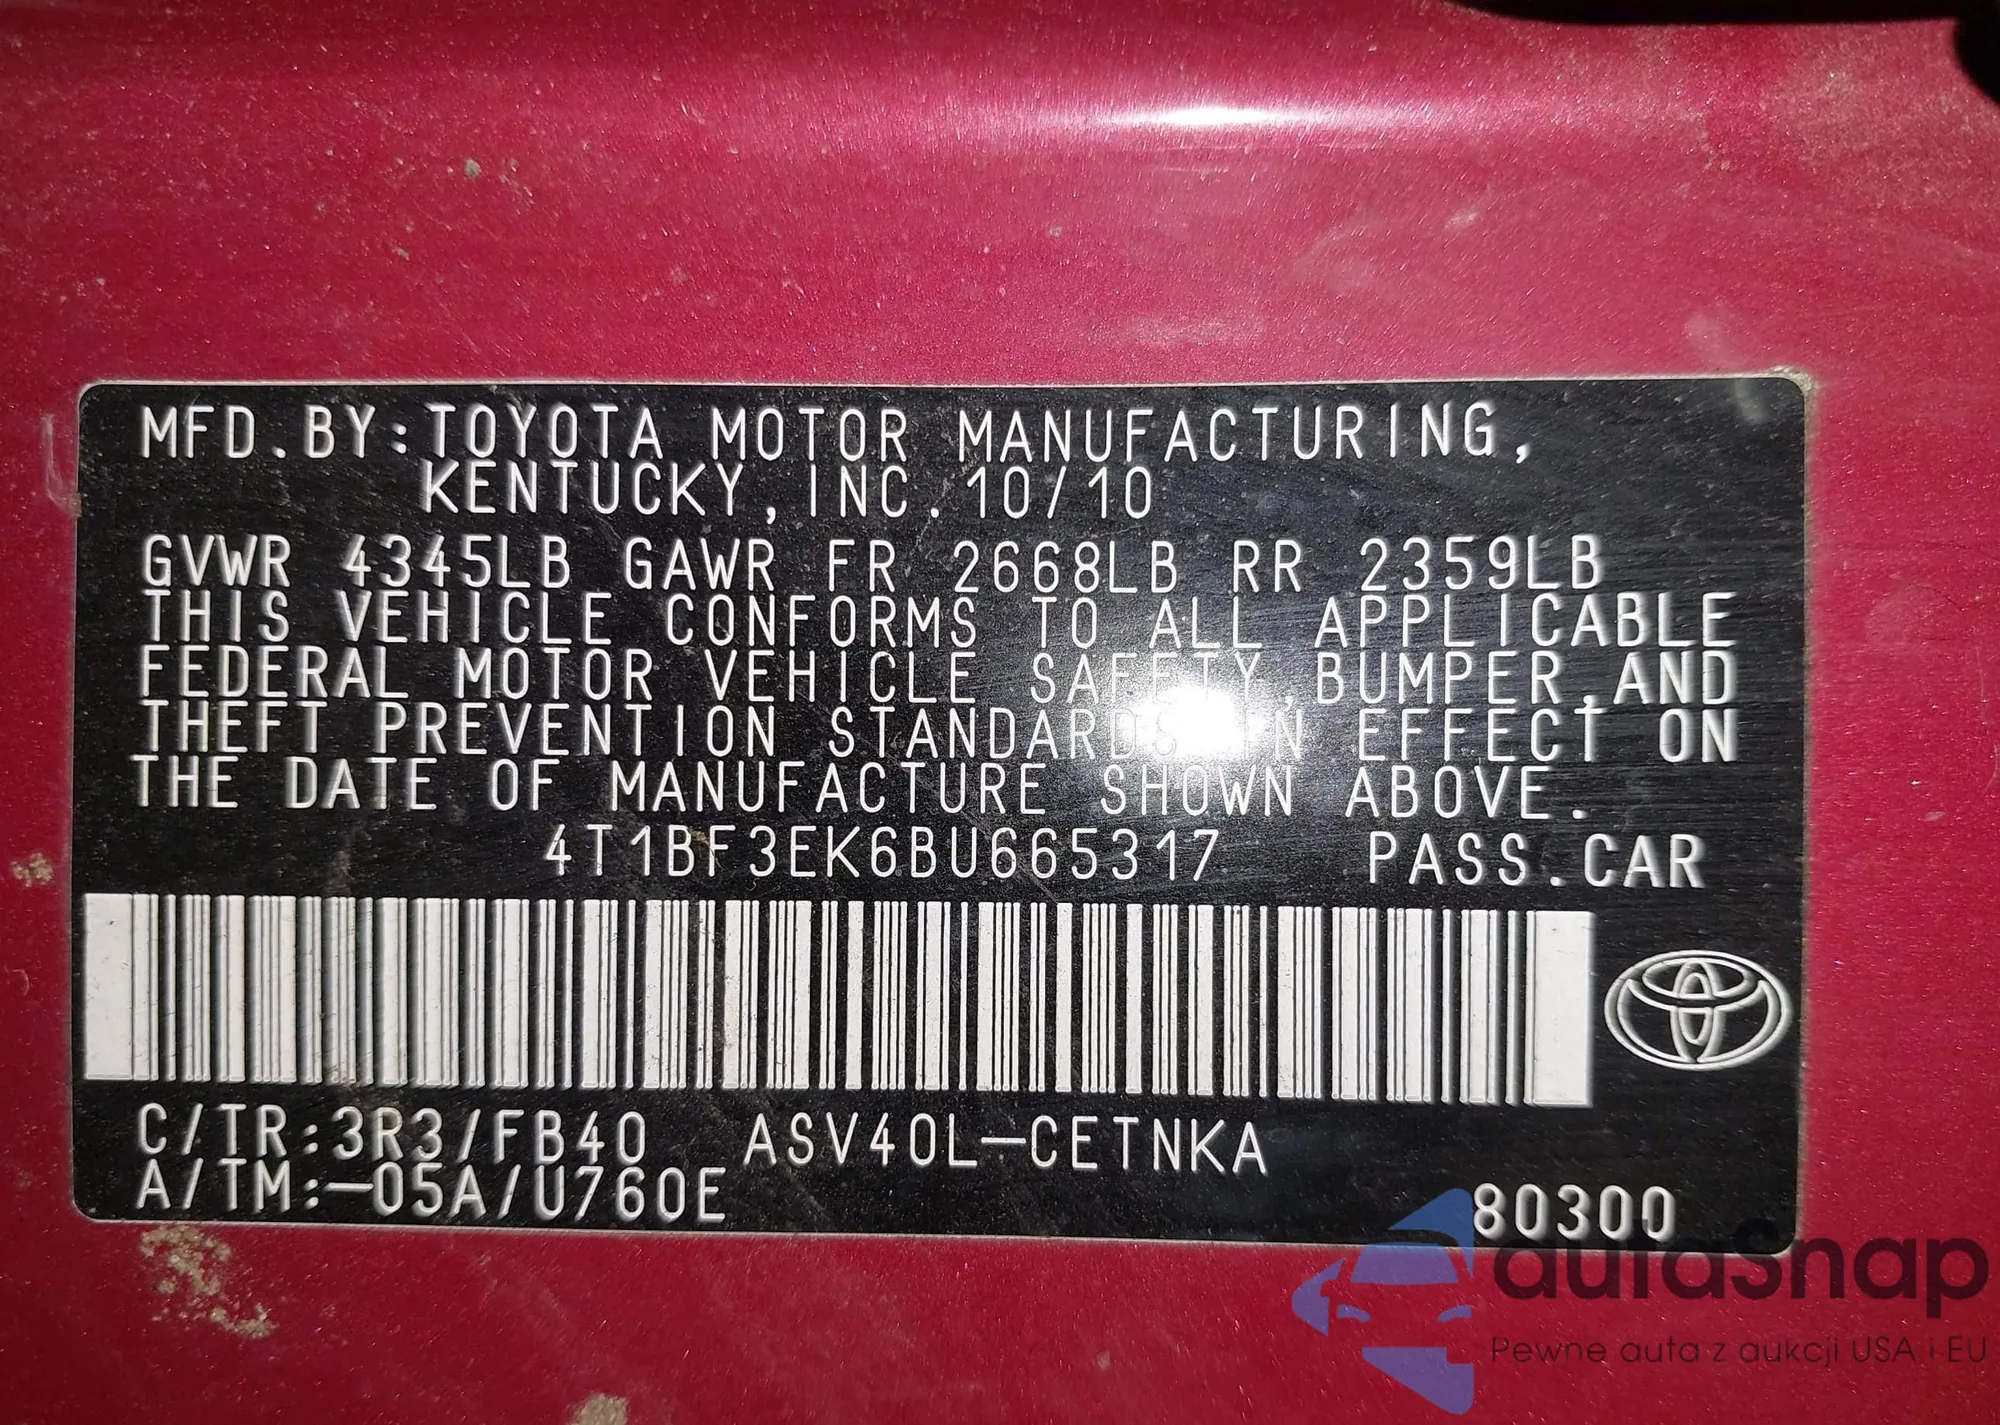 MFD.BY:TOYOTA MOTOR MANUFACTURING,
KENTUCKY,INC.10/10
GVWR 4345LB GAWR FR 2668LB RR 2359LB
THIS VEHICLE CONFORMS TO ALL APPLICABLE
FEDERAL MOTOR VEHICLE SAFETY,BUMPER,AND
THEFT PREVENTION STANDARDS IN EFFECT ON
THE DATE OF MANUFACTURE SHOWN ABOVE.
4T1BF3EK6BU665317 PASS.CAR
C/TR:3R3/FB40 ASV40L-CETNKA
A/TM:-05A/U760E
80300
autaSnap
Pewne auta z aukcji USA i EU